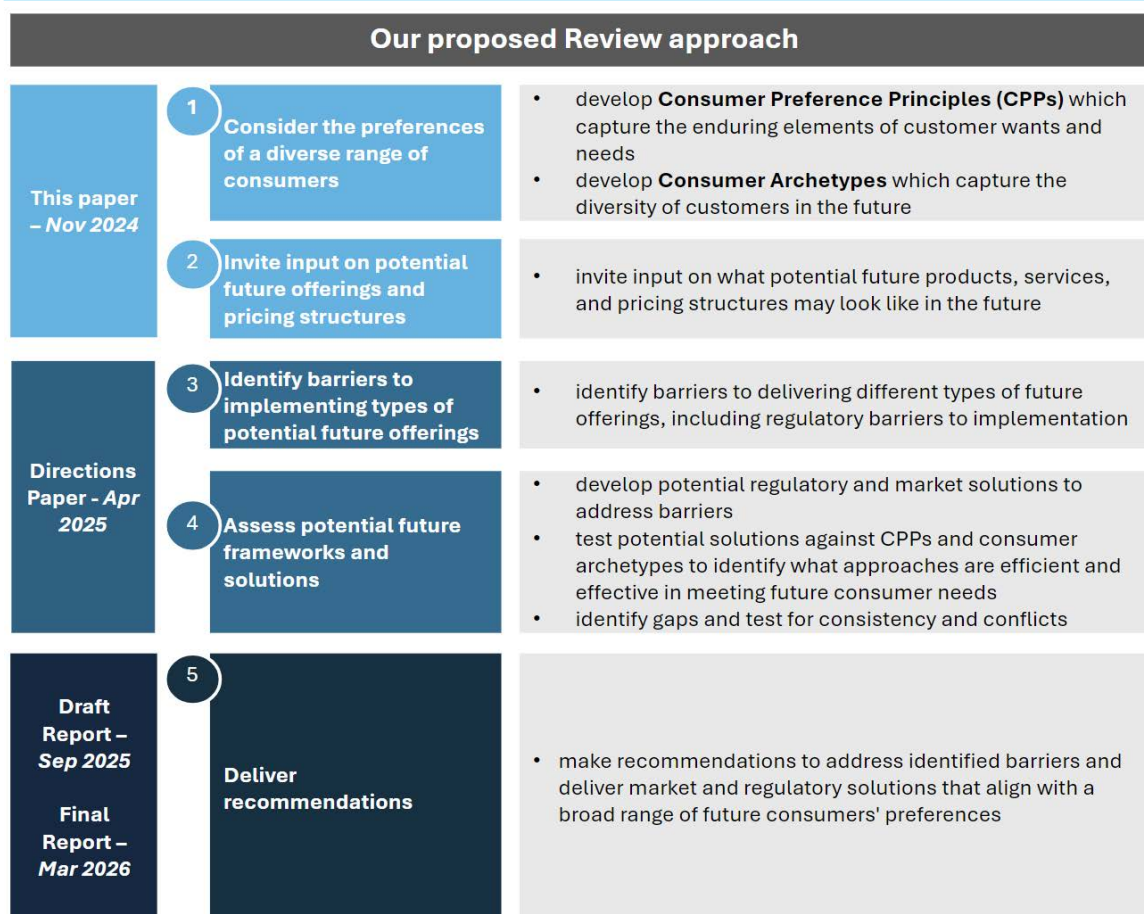 Our proposed Review approach
This paper
– Nov 2024
1
Consider the preferences
of a diverse range of
consumers
• develop Consumer Preference Principles (CPPs) which
capture the enduring elements of customer wants and
needs
• develop Consumer Archetypes which capture the
diversity of customers in the future
2
Invite input on potential
future offerings and
pricing structures
• invite input on what potential future products, services,
and pricing structures may look like in the future
Directions
Paper - Apr
2025
3
Identify barriers to
implementing types of
potential future offerings
• identify barriers to delivering different types of future
offerings, including regulatory barriers to implementation
4
Assess potential future
frameworks and
solutions
• develop potential regulatory and market solutions to
address barriers
• test potential solutions against CPPs and consumer
archetypes to identify what approaches are efficient and
effective in meeting future consumer needs
• identify gaps and test for consistency and conflicts
Draft
Report –
Sep 2025
Final
Report –
Mar 2026
5
Deliver
recommendations
• make recommendations to address identified barriers and
deliver market and regulatory solutions that align with a
broad range of future consumers' preferences